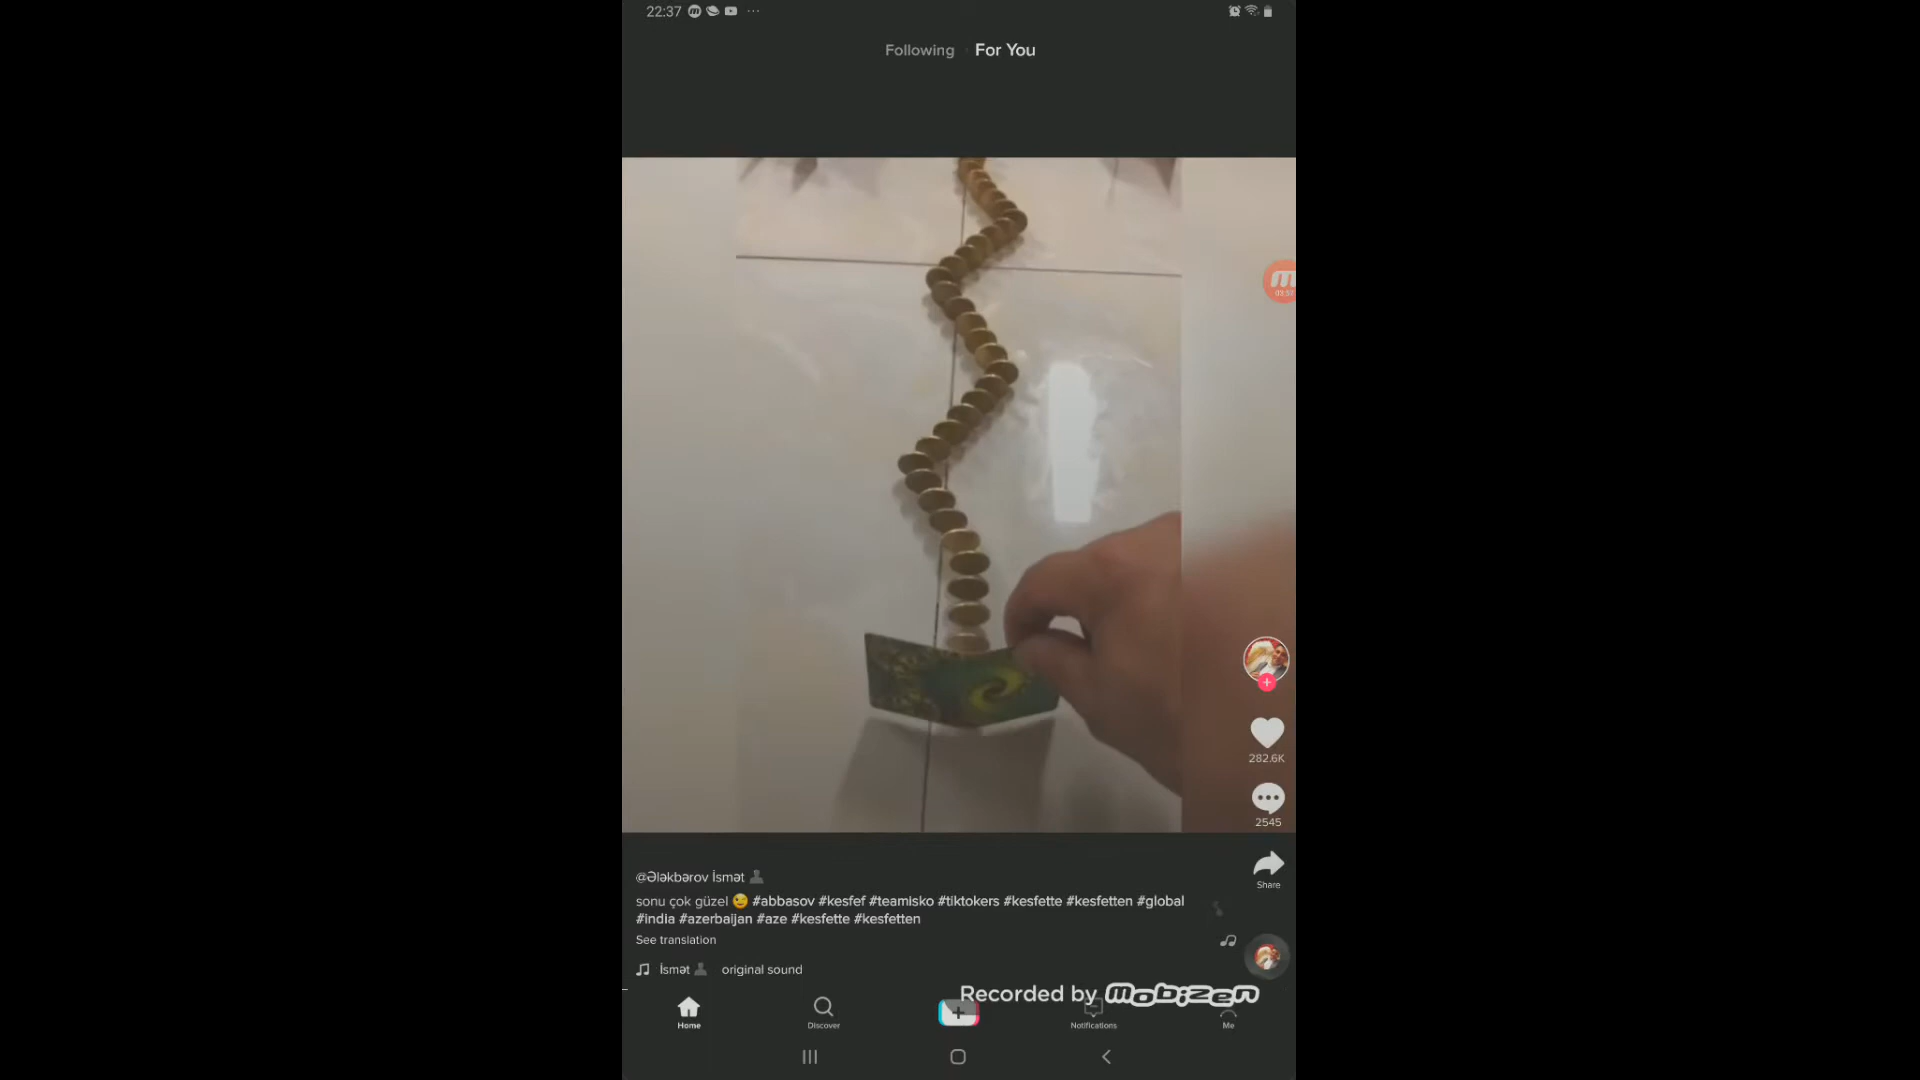 22:37
Following For You
282.6K
2545
Share
@Ələkbərov İsmət
sonu çok güzel 😉 #abbasov #kesfef #teamisko #tiktokers #kesfette #kesfetten #global
#india #azerbaijan #aze #kesfette #kesfetten
See translation
İsmət original sound
Recorded by mobizen
Home
Discover
Notifications
Me